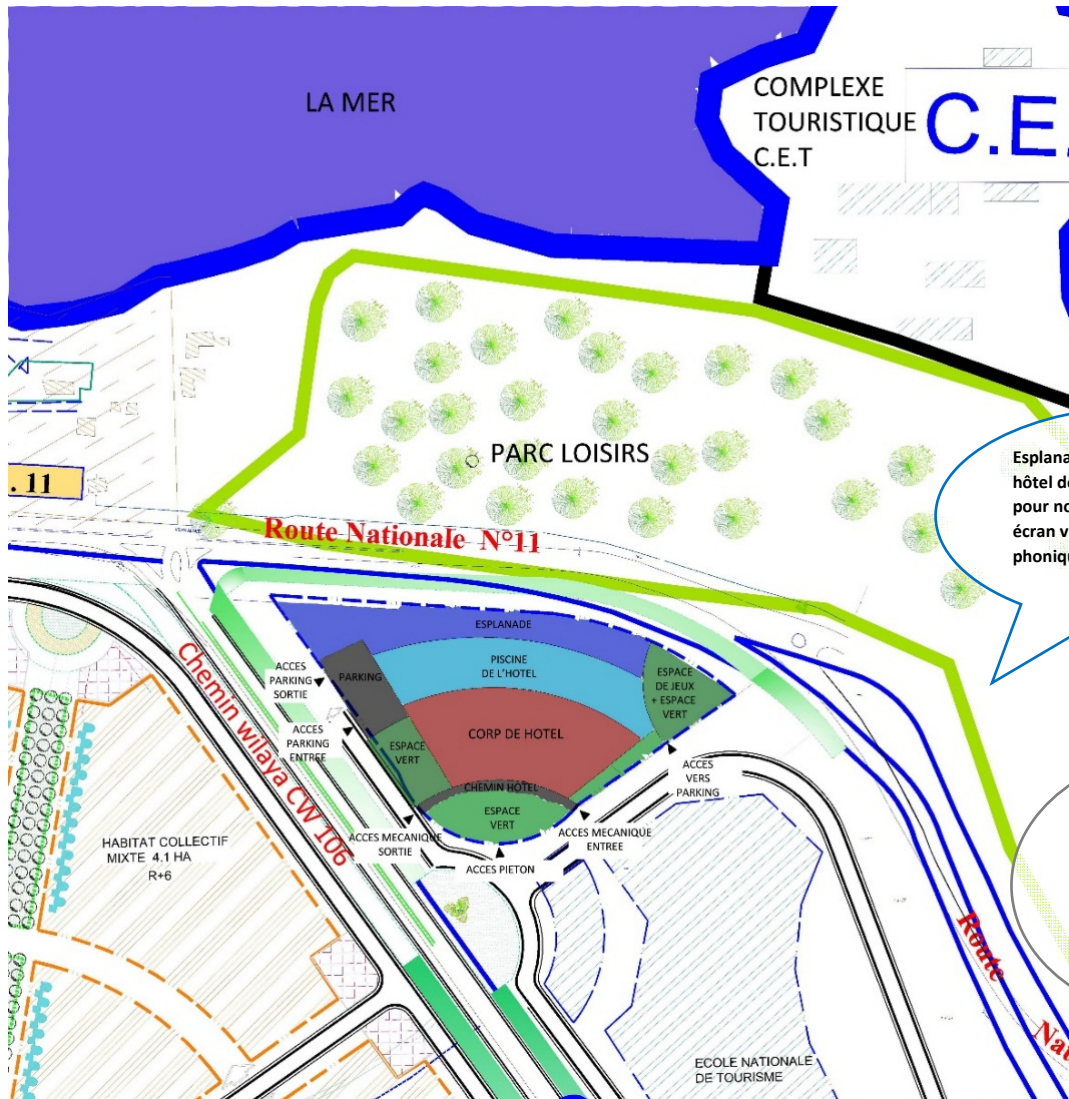 LA MER
COMPLEXE
TOURISTIQUE
C.E.T
C.E.
PARC LOISIRS
. 11
Route Nationale N°11
Esplana
hôtel de
pour no
écran v
phoniqu
ESPLANADE
PISCINE
DE L'HOTEL
ACCES
PARKING
SORTIE
PARKING
ESPACE
DE JEUX
+ ESPACE
VERT
ACCES
PARKING
ENTREE
ESPACE
VERT
CORP DE HOTEL
ACCES
VERS
PARKING
CHEMIN HÔTEL
ESPACE
VERT
ACCES MECANIQUE
SORTIE
ACCES MECANIQUE
ENTREE
ACCES PIETON
Chemin wilaya CW 106
HABITAT COLLECTIF
MIXTE 4.1 HA
R+6
Route
Nat
ECOLE NATIONALE
DE TOURISME